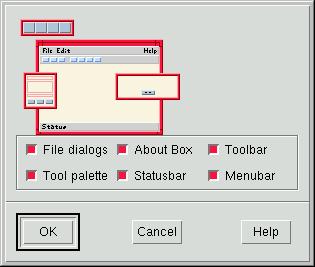 File Edit Help
Status
File dialogs About Box Toolbar
Tool palette Statusbar Menubar
OK Cancel Help